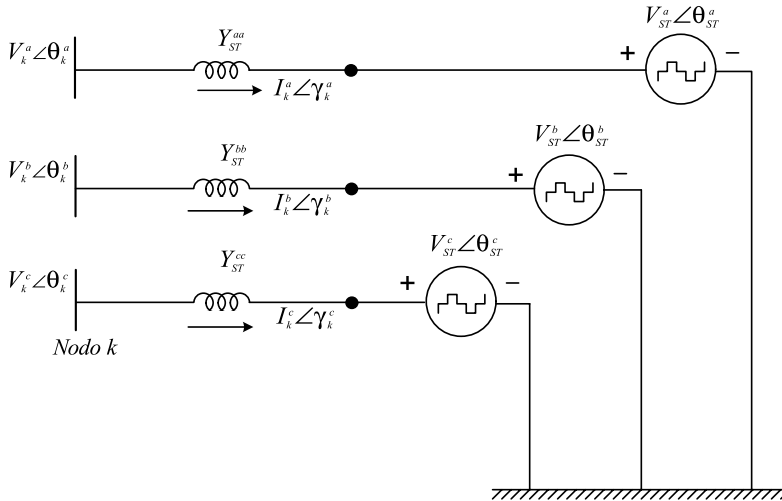 V_k^a∠θ_k^a
Y_ST^aa
I_k^a∠γ_k^a
+
V_ST^a∠θ_ST^a
−
V_k^b∠θ_k^b
Y_ST^bb
I_k^b∠γ_k^b
+
V_ST^b∠θ_ST^b
−
V_k^c∠θ_k^c
Y_ST^cc
I_k^c∠γ_k^c
+
V_ST^c∠θ_ST^c
−
Nodo k